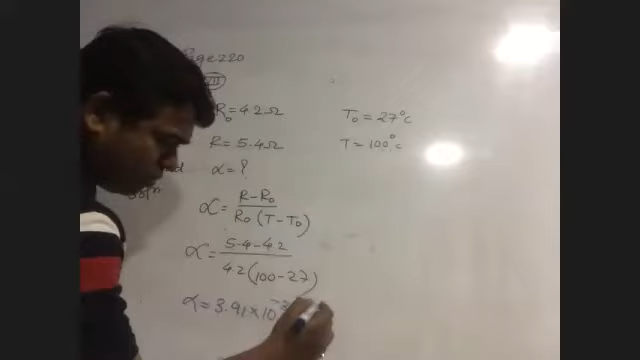 Page 220
R₀ = 4.2Ω T₀ = 27°C
R = 5.4Ω T = 100°C
α = ?
α = R-R₀ / R₀ (T-T₀)
α = 5.4-4.2 / 4.2 (100-27)
α = 3.91×10